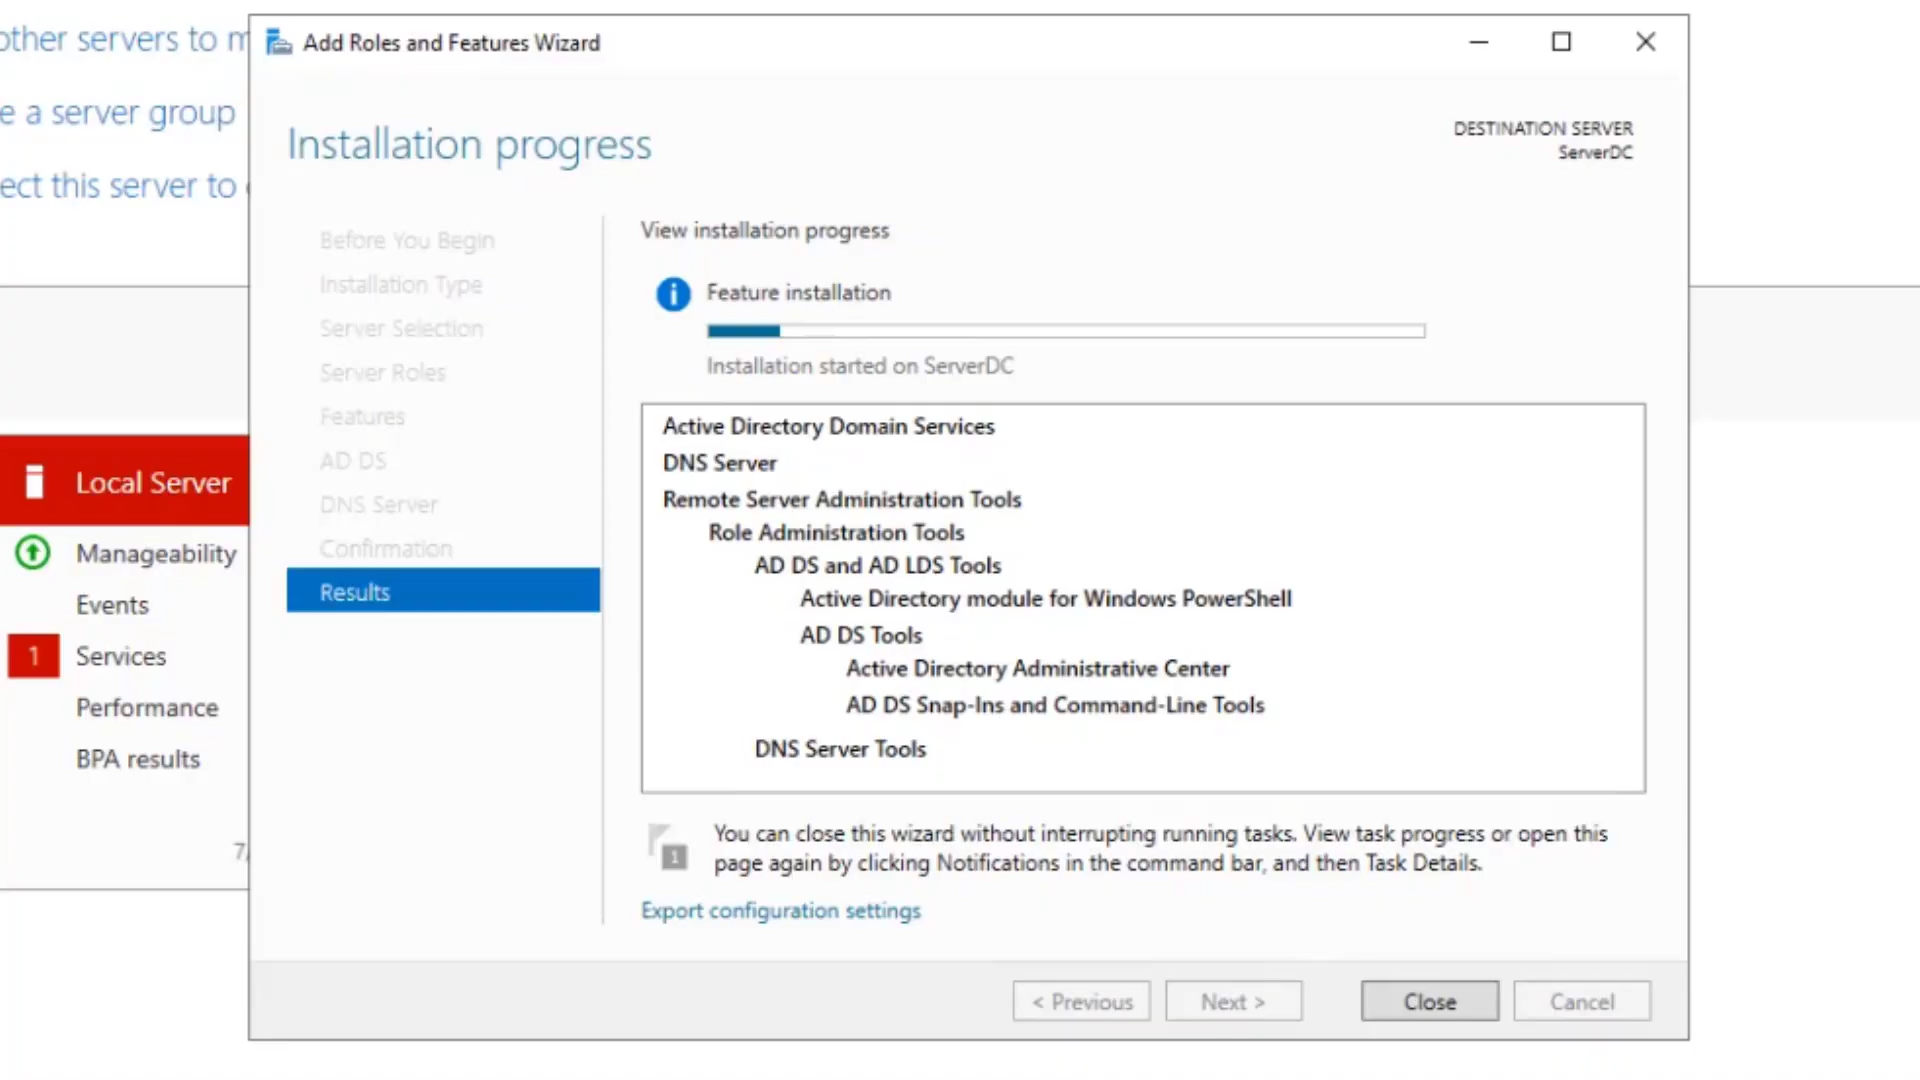 other servers to m
e a server group
ect this server to
Local Server
Manageability
Events
1
Services
Performance
BPA results
7/
Add Roles and Features Wizard
Installation progress
DESTINATION SERVER
ServerDC
Before You Begin
Installation Type
Server Selection
Server Roles
Features
AD DS
DNS Server
Confirmation
Results
View installation progress
Feature installation
Installation started on ServerDC
Active Directory Domain Services
DNS Server
Remote Server Administration Tools
Role Administration Tools
AD DS and AD LDS Tools
Active Directory module for Windows PowerShell
AD DS Tools
Active Directory Administrative Center
AD DS Snap-Ins and Command-Line Tools
DNS Server Tools
1
You can close this wizard without interrupting running tasks. View task progress or open this
page again by clicking Notifications in the command bar, and then Task Details.
Export configuration settings
< Previous
Next >
Close
Cancel